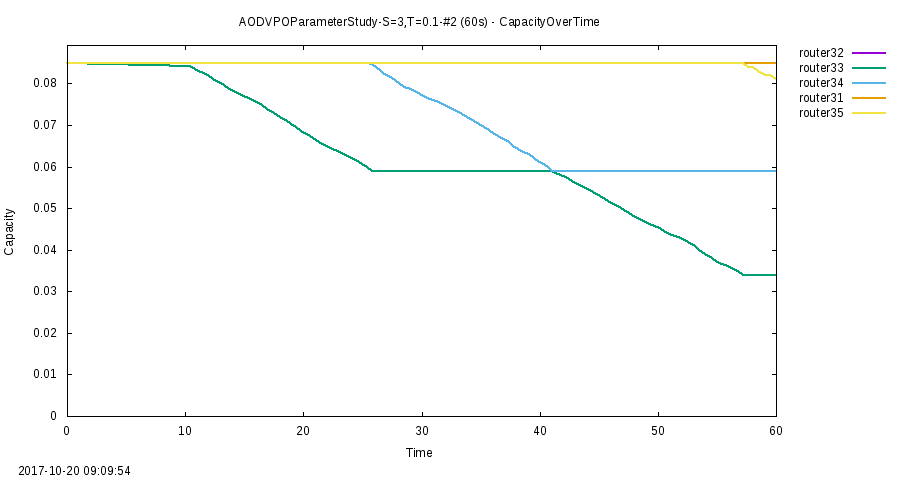 AODVPOParameterStudy-S=3,T=0.1-#2 (60s) - CapacityOverTime
router32
router33
router34
router31
router35
0.08
0.07
0.06
0.05
0.04
0.03
0.02
0.01
0
Capacity
0 10 20 30 40 50 60
Time
2017-10-20 09:09:54